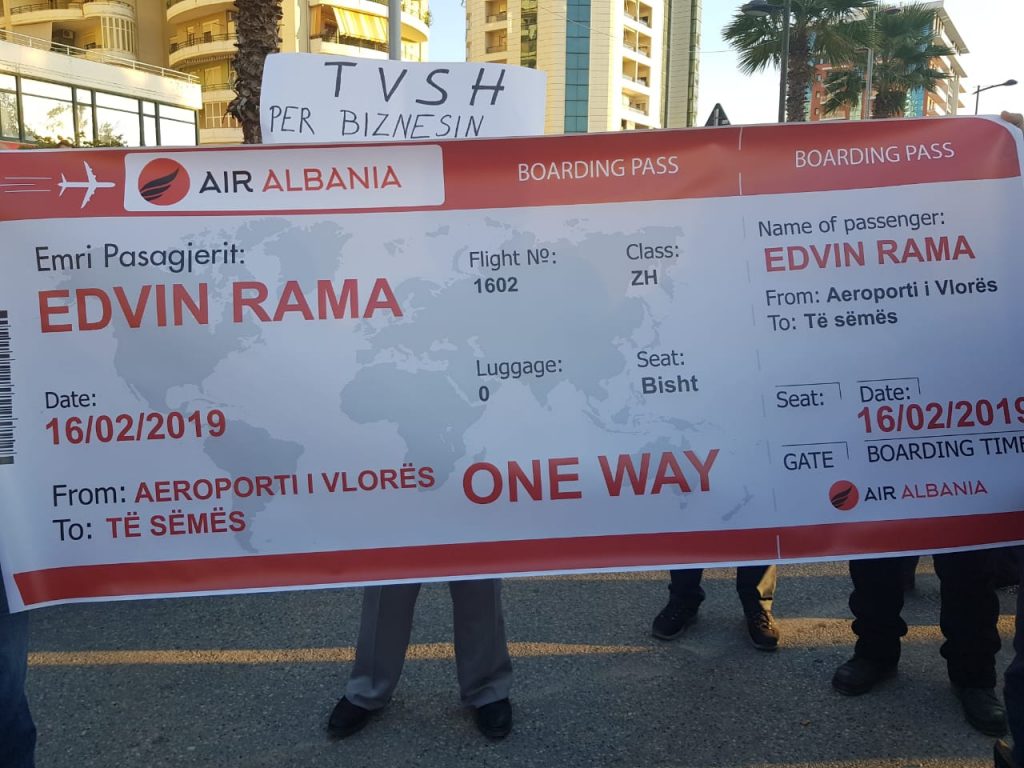 TVSH
PER BIZNESIN
AIR ALBANIA
BOARDING PASS
BOARDING PASS
Emri Pasagjerit:
EDVIN RAMA
Flight Nº:
1602
Class:
ZH
Date:
16/02/2019
Luggage:
0
Seat:
Bisht
From: AEROPORTI I VLORËS
To: TË SËMËS
ONE WAY
Name of passenger:
EDVIN RAMA
From: Aeroporti i Vlorës
To: Të sëmës
Seat:
Date:
16/02/2019
GATE
BOARDING TIME
AIR ALBANIA